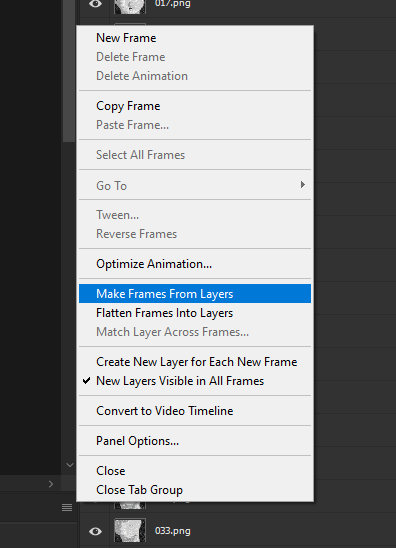 017.png
New Frame
Delete Frame
Delete Animation
Copy Frame
Paste Frame...
Select All Frames
Go To
Tween...
Reverse Frames
Optimize Animation...
Make Frames From Layers
Flatten Frames Into Layers
Match Layer Across Frames...
Create New Layer for Each New Frame
New Layers Visible in All Frames
Convert to Video Timeline
Panel Options...
Close
Close Tab Group
033.png